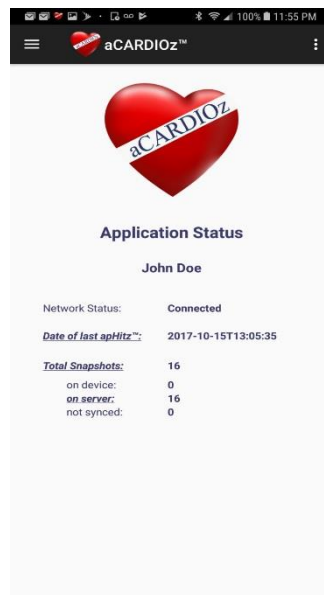 100% 11:55 PM
aCARDIOz™
aCARDIOz
Application Status
John Doe
Network Status: Connected
Date of last apHitz™: 2017-10-15T13:05:35
Total Snapshots: 16
on device: 0
on server: 16
not synced: 0